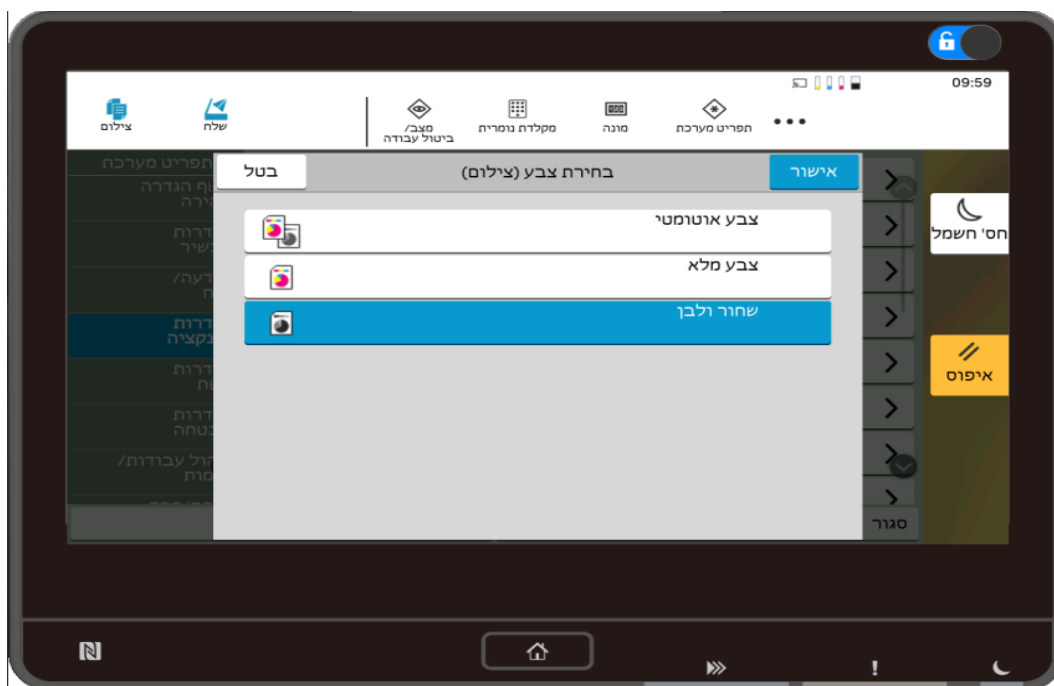 09:59
צילום
שלח
מצב/
ביטול עבודה
מקלדת נומרית
מונה
תפריט מערכת
תפריט מערכת
בטל
בחירת צבע (צילום)
אישור
צבע אוטומטי
צבע מלא
שחור ולבן
חס' חשמל
איפוס
סגור